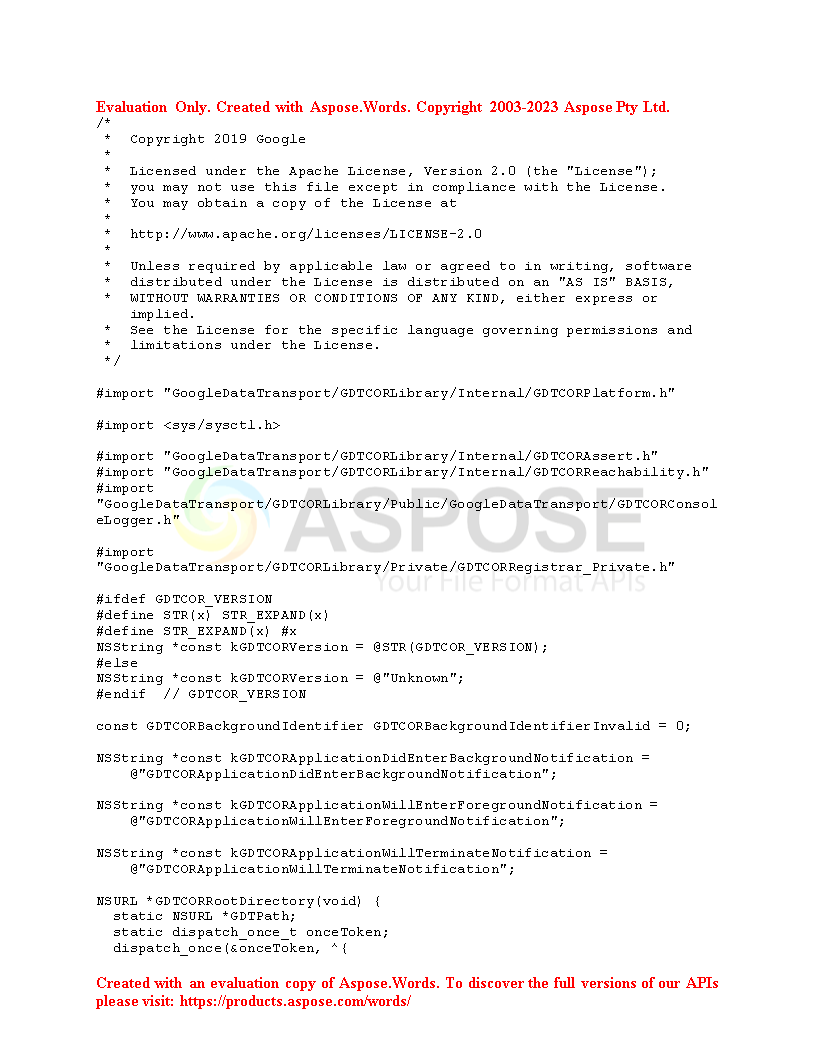 Evaluation Only. Created with Aspose.Words. Copyright 2003-2023 Aspose Pty Ltd.
/*
 * Copyright 2019 Google
 *
 * Licensed under the Apache License, Version 2.0 (the "License");
 * you may not use this file except in compliance with the License.
 * You may obtain a copy of the License at
 *
 * http://www.apache.org/licenses/LICENSE-2.0
 *
 * Unless required by applicable law or agreed to in writing, software
 * distributed under the License is distributed on an "AS IS" BASIS,
 * WITHOUT WARRANTIES OR CONDITIONS OF ANY KIND, either express or
implied.
 * See the License for the specific language governing permissions and
 * limitations under the License.
 */
#import "GoogleDataTransport/GDTCORLibrary/Internal/GDTCORPlatform.h"
#import <sys/sysctl.h>
#import "GoogleDataTransport/GDTCORLibrary/Internal/GDTCORAssert.h"
#import "GoogleDataTransport/GDTCORLibrary/Internal/GDTCORReachability.h"
#import
"GoogleDataTransport/GDTCORLibrary/Public/GoogleDataTransport/GDTCORConsol
eLogger.h"
ASPOSE
#import
"GoogleDataTransport/GDTCORLibrary/Private/GDTCORRegistrar_Private.h"
Your File Format APIs
#ifdef GDTCOR_VERSION
#define STR(x) STR_EXPAND(x)
#define STR_EXPAND(x) #x
NSString *const kGDTCORVersion = @STR(GDTCOR_VERSION);
#else
NSString *const kGDTCORVersion = @"Unknown";
#endif  // GDTCOR_VERSION
const GDTCORBackgroundIdentifier GDTCORBackgroundIdentifierInvalid = 0;
NSString *const kGDTCORApplicationDidEnterBackgroundNotification =
    @"GDTCORApplicationDidEnterBackgroundNotification";
NSString *const kGDTCORApplicationWillEnterForegroundNotification =
    @"GDTCORApplicationWillEnterForegroundNotification";
NSString *const kGDTCORApplicationWillTerminateNotification =
    @"GDTCORApplicationWillTerminateNotification";
NSURL *GDTCORRootDirectory(void) {
  static NSURL *GDTPath;
  static dispatch_once_t onceToken;
  dispatch_once(&onceToken, ^{
Created with an evaluation copy of Aspose.Words. To discover the full versions of our APIs
please visit: https://products.aspose.com/words/